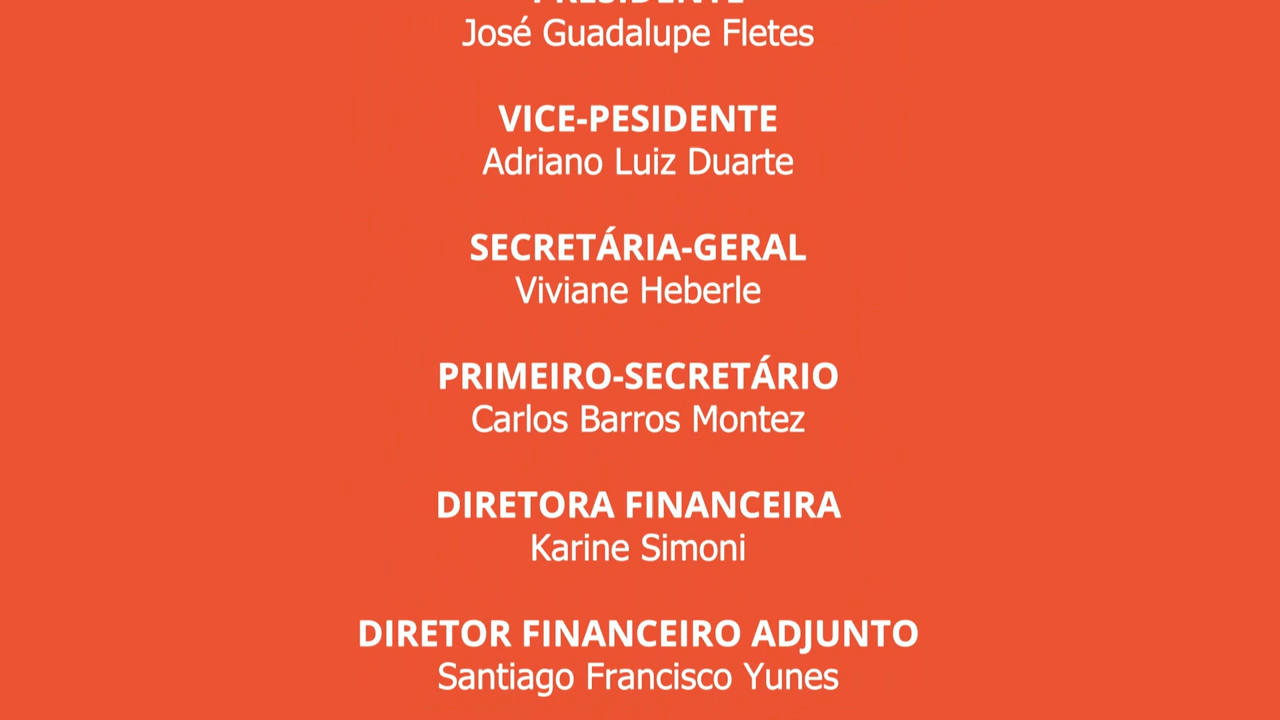 PRESIDENTE
José Guadalupe Fletes
VICE-PESIDENTE
Adriano Luiz Duarte
SECRETÁRIA-GERAL
Viviane Heberle
PRIMEIRO-SECRETÁRIO
Carlos Barros Montez
DIRETORA FINANCEIRA
Karine Simoni
DIRETOR FINANCEIRO ADJUNTO
Santiago Francisco Yunes